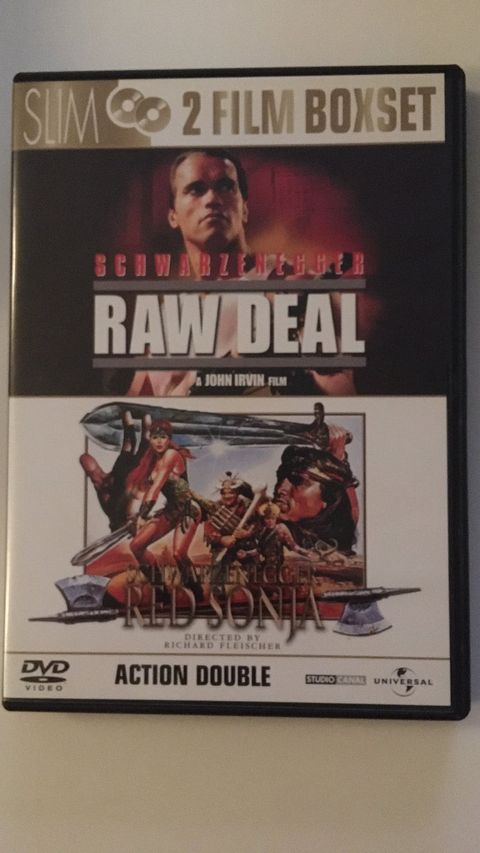 SLIM 2 FILM BOXSET
SCHWARZENEGGER
RAW DEAL
A JOHN IRVIN FILM
SCHWARZENEGGER
RED SONJA
DIRECTED BY
RICHARD FLEISCHER
DVD
VIDEO
ACTION DOUBLE
STUDIO CANAL
UNIVERSAL